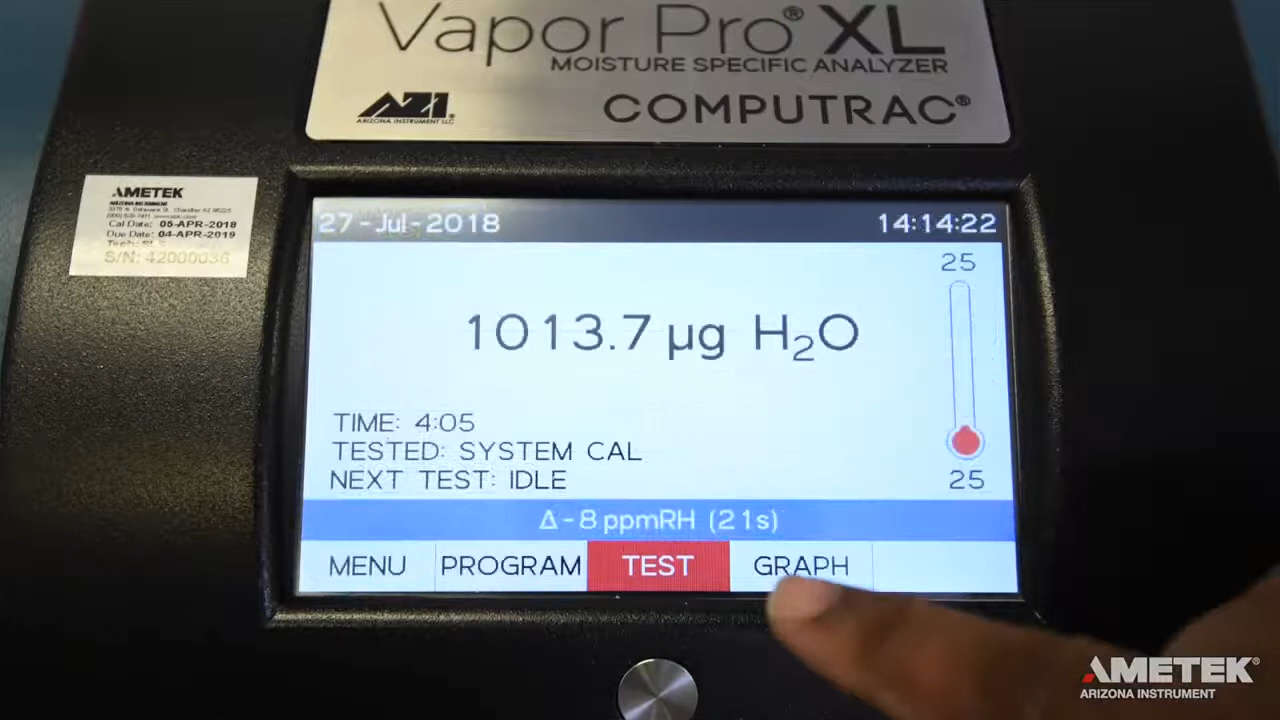 Vapor Pro® XL
MOISTURE SPECIFIC ANALYZER
AZI®
ARIZONA INSTRUMENT LLC
COMPUTRAC®
AMETEK
ARIZONA INSTRUMENT
Cal Date: 05-APR-2018
Due Date: 04-APR-2019
S/N: 42000036
27-Jul-2018 14:14:22
25
1013.7 µg H₂O
TIME: 4:05
TESTED: SYSTEM CAL
NEXT TEST: IDLE
25
Δ-8 ppmRH (21s)
MENU PROGRAM TEST GRAPH
AMETEK®
ARIZONA INSTRUMENT